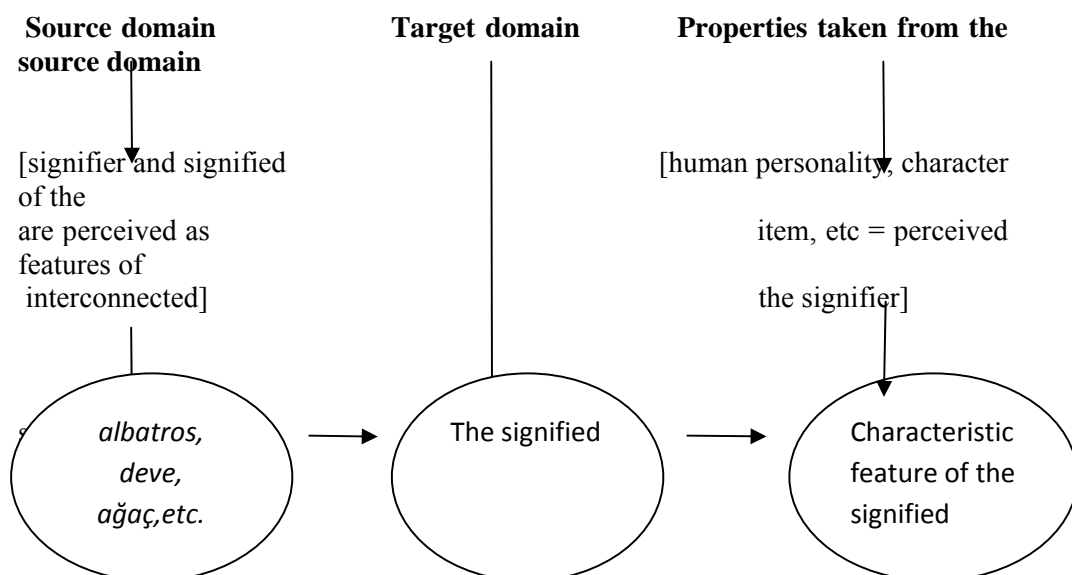 Source domain Target domain Properties taken from the
source domain
[signifier and signified [human personality, character
of the
are perceived as item, etc = perceived
features of
interconnected] the signifier]
albatros, The signified Characteristic
deve, feature of the
ağaç,etc. signified